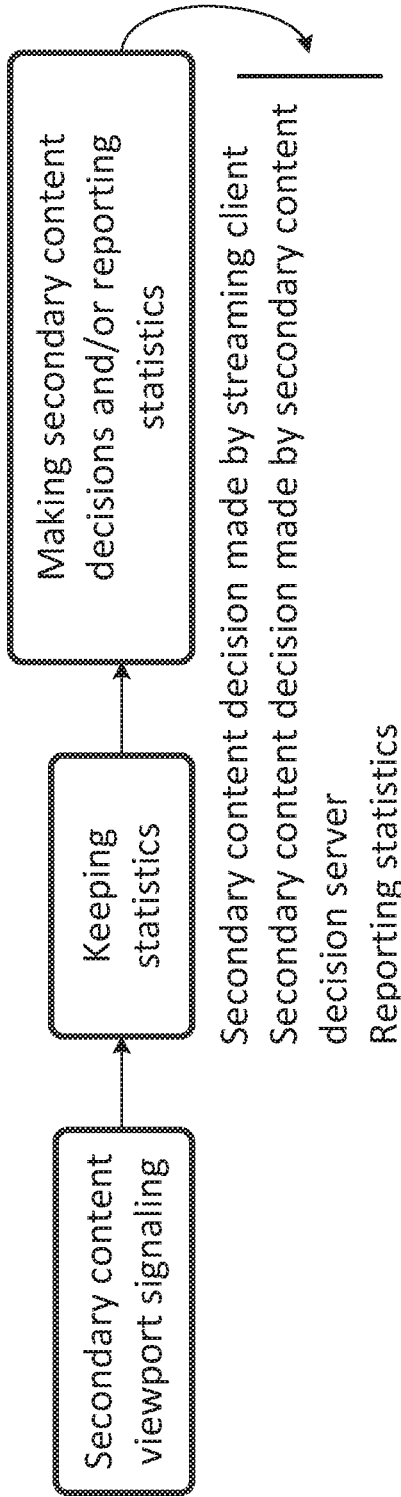 Secondary content
viewport signaling
Keeping
statistics
Making secondary content
decisions and/or reporting
statistics
Secondary content decision made by streaming client
Secondary content decision made by secondary content
decision server
Reporting statistics